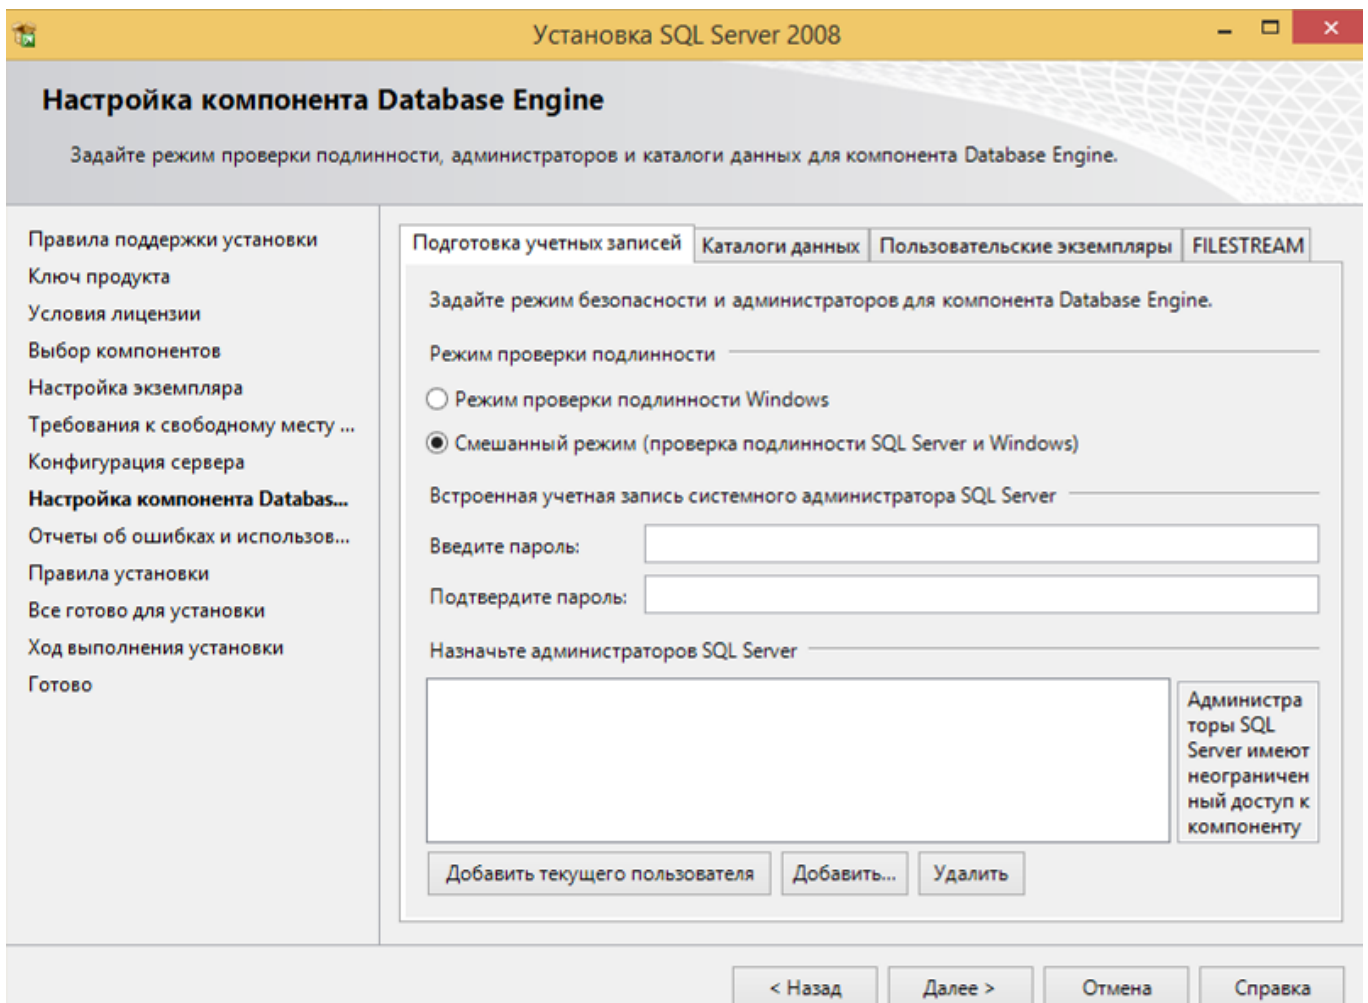 Установка SQL Server 2008
Настройка компонента Database Engine
Задайте режим проверки подлинности, администраторов и каталоги данных для компонента Database Engine.
Правила поддержки установки
Ключ продукта
Условия лицензии
Выбор компонентов
Настройка экземпляра
Требования к свободному месту ...
Конфигурация сервера
Настройка компонента Databas...
Отчеты об ошибках и использов...
Правила установки
Все готово для установки
Ход выполнения установки
Готово
Подготовка учетных записей Каталоги данных Пользовательские экземпляры FILESTREAM
Задайте режим безопасности и администраторов для компонента Database Engine.
Режим проверки подлинности
Режим проверки подлинности Windows
Смешанный режим (проверка подлинности SQL Server и Windows)
Встроенная учетная запись системного администратора SQL Server
Введите пароль:
Подтвердите пароль:
Назначьте администраторов SQL Server
Администра
торы SQL
Server имеют
неограничен
ный доступ к
компоненту
Добавить текущего пользователя Добавить... Удалить
< Назад Далее > Отмена Справка